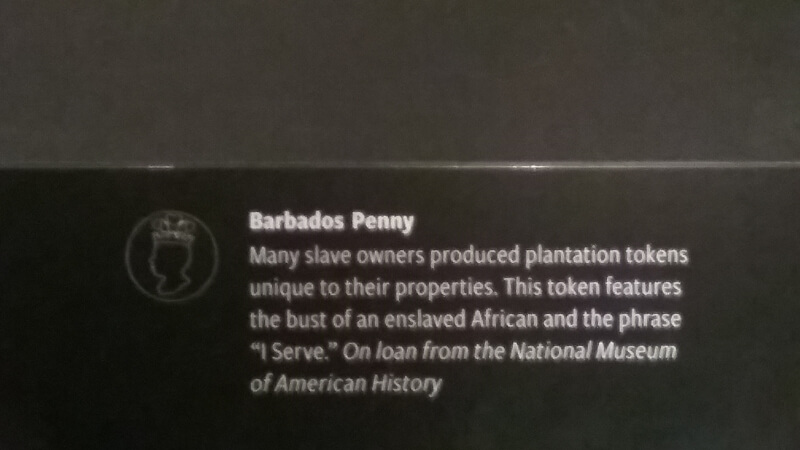 Barbados Penny
Many slave owners produced plantation tokens
unique to their properties. This token features
the bust of an enslaved African and the phrase
“I Serve.” On loan from the National Museum
of American History